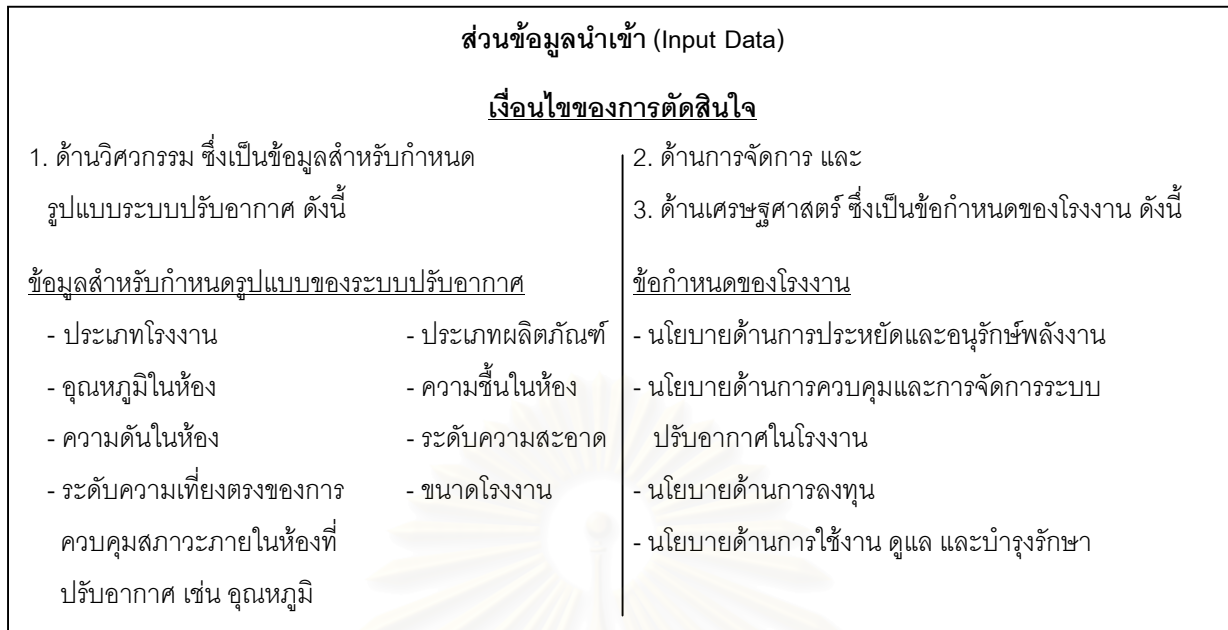 ส่วนข้อมูลนำเข้า (Input Data)
เงื่อนไขของการตัดสินใจ
1. ด้านวิศวกรรม ซึ่งเป็นข้อมูลสำหรับกำหนด
รูปแบบระบบปรับอากาศ ดังนี้
ข้อมูลสำหรับกำหนดรูปแบบของระบบปรับอากาศ
- ประเภทโรงงาน - ประเภทผลิตภัณฑ์
- อุณหภูมิในห้อง - ความชื้นในห้อง
- ความดันในห้อง - ระดับความสะอาด
- ระดับความเที่ยงตรงของการ - ขนาดโรงงาน
ควบคุมสภาวะภายในห้องที่
ปรับอากาศ เช่น อุณหภูมิ
2. ด้านการจัดการ และ
3. ด้านเศรษฐศาสตร์ ซึ่งเป็นข้อกำหนดของโรงงาน ดังนี้
ข้อกำหนดของโรงงาน
- นโยบายด้านการประหยัดและอนุรักษ์พลังงาน
- นโยบายด้านการควบคุมและการจัดการระบบ
ปรับอากาศในโรงงาน
- นโยบายด้านการลงทุน
- นโยบายด้านการใช้งาน ดูแล และบำรุงรักษา